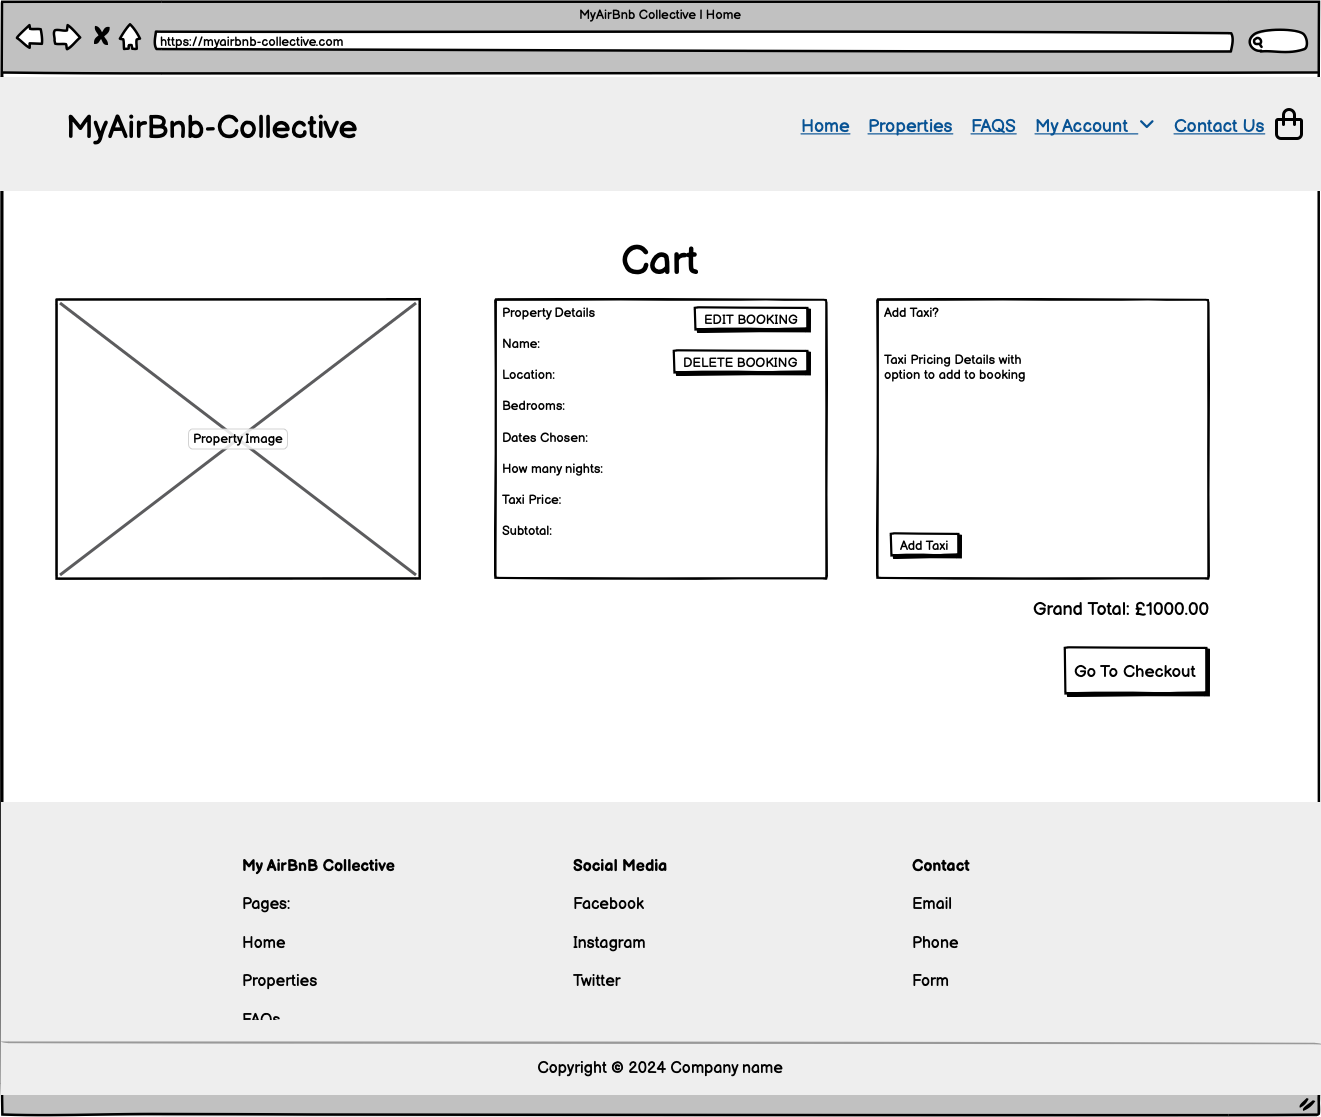 MyAirBnb Collective | Home
https://myairbnb-collective.com
MyAirBnb-Collective
Home Properties FAQS My Account Contact Us
Cart
Property Image
Property Details
EDIT BOOKING
Name:
DELETE BOOKING
Location:
Bedrooms:
Dates Chosen:
How many nights:
Taxi Price:
Subtotal:
Add Taxi?
Taxi Pricing Details with
option to add to booking
Add Taxi
Grand Total: £1000.00
Go To Checkout
My AirBnB Collective
Pages:
Home
Properties
FAQs
Social Media
Facebook
Instagram
Twitter
Contact
Email
Phone
Form
Copyright © 2024 Company name